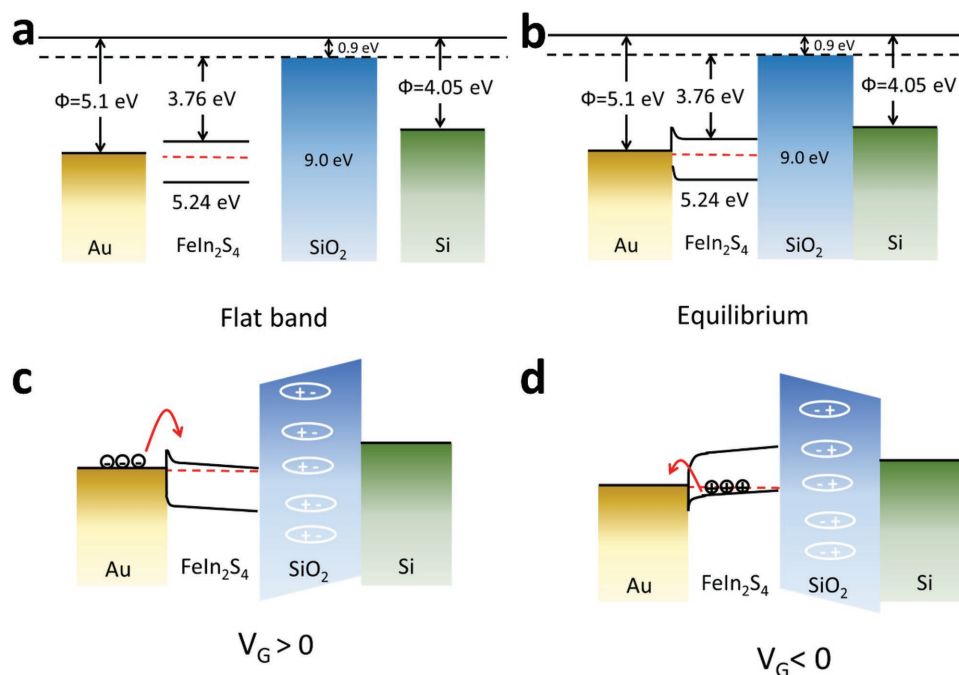 a
0.9 eV
Φ=5.1 eV
3.76 eV
Φ=4.05 eV
9.0 eV
5.24 eV
Au
FeIn₂S₄
SiO₂
Si
Flat band
b
0.9 eV
Φ=5.1 eV
3.76 eV
Φ=4.05 eV
9.0 eV
5.24 eV
Au
FeIn₂S₄
SiO₂
Si
Equilibrium
c
+ -
+ -
+ -
+ -
+ -
- - -
Au
FeIn₂S₄
SiO₂
Si
V_G > 0
d
- +
- +
- +
- +
- +
+ + +
Au
FeIn₂S₄
SiO₂
Si
V_G < 0